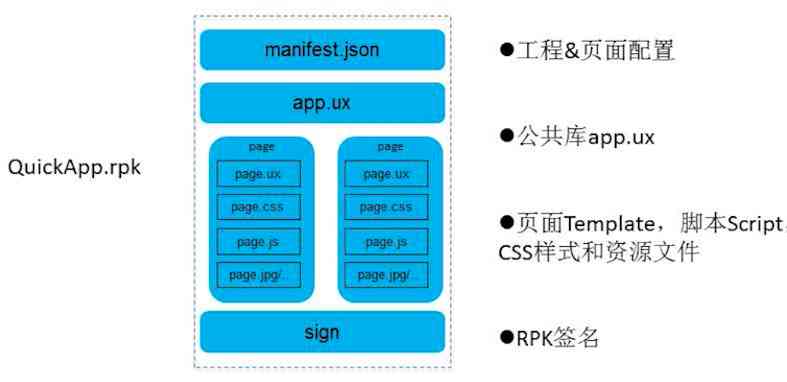 manifest.json
●工程&页面配置
app.ux
●公共库app.ux
QuickApp.rpk
page
page.ux
page.css
page.js
page.jpg/..
page
page.ux
page.css
page.js
page.jpg/..
●页面Template，脚本Script，
CSS样式和资源文件
sign
●RPK签名